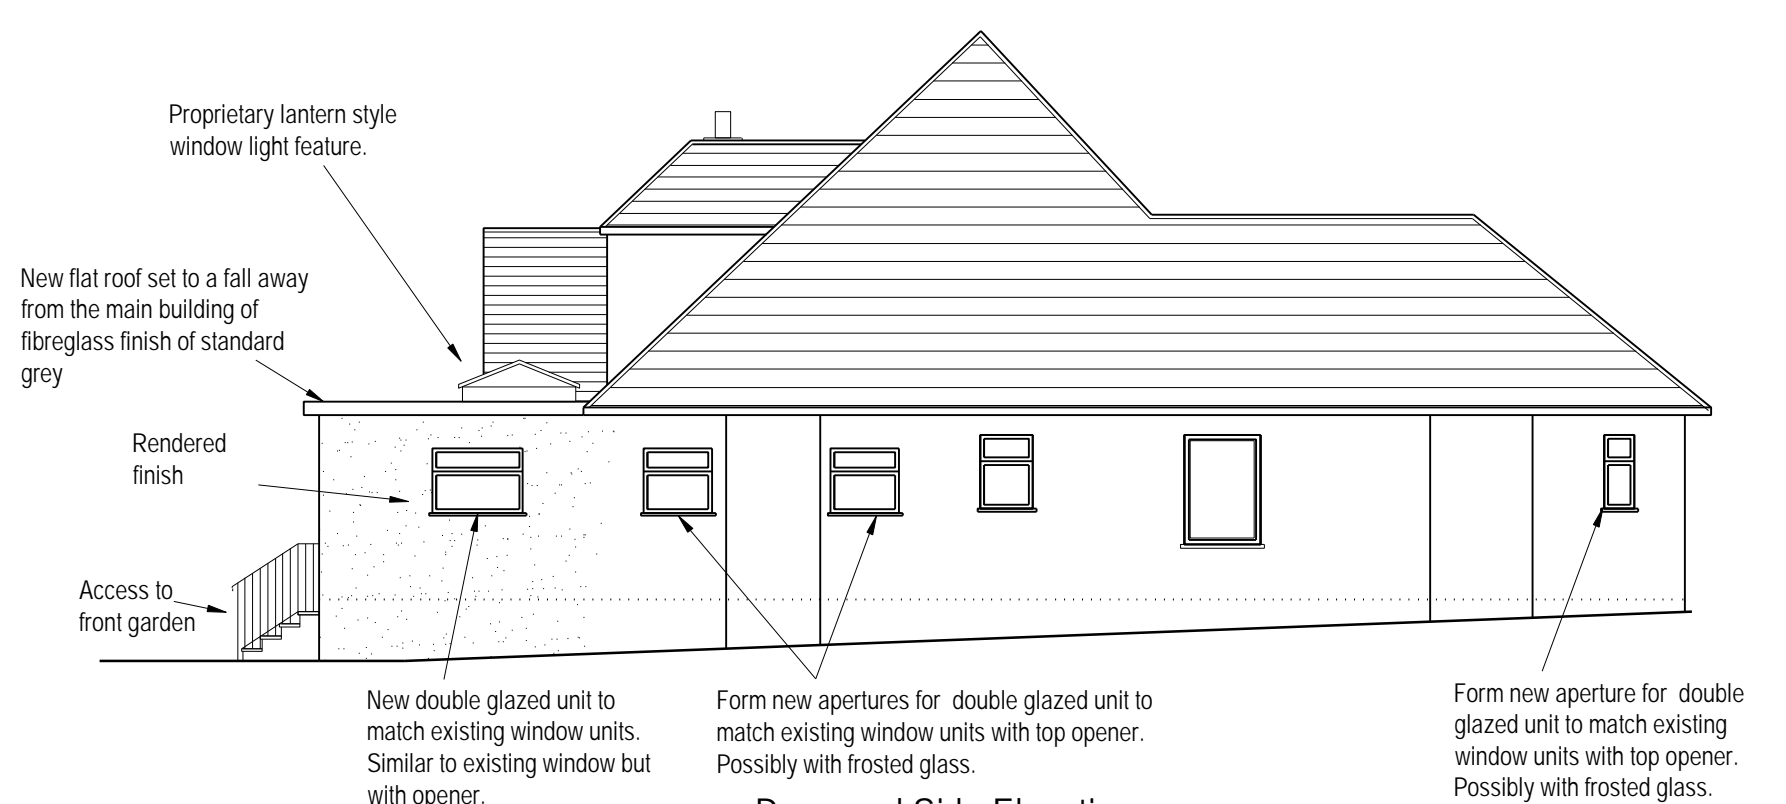 Proprietary lantern style
window light feature.
New flat roof set to a fall away
from the main building of
fibreglass finish of standard
grey
Rendered
finish
Access to
front garden
New double glazed unit to
match existing window units.
Similar to existing window but
with opener.
Form new apertures for double glazed unit to
match existing window units with top opener.
Possibly with frosted glass.
Form new aperture for double
glazed unit to match existing
window units with top opener.
Possibly with frosted glass.
Side